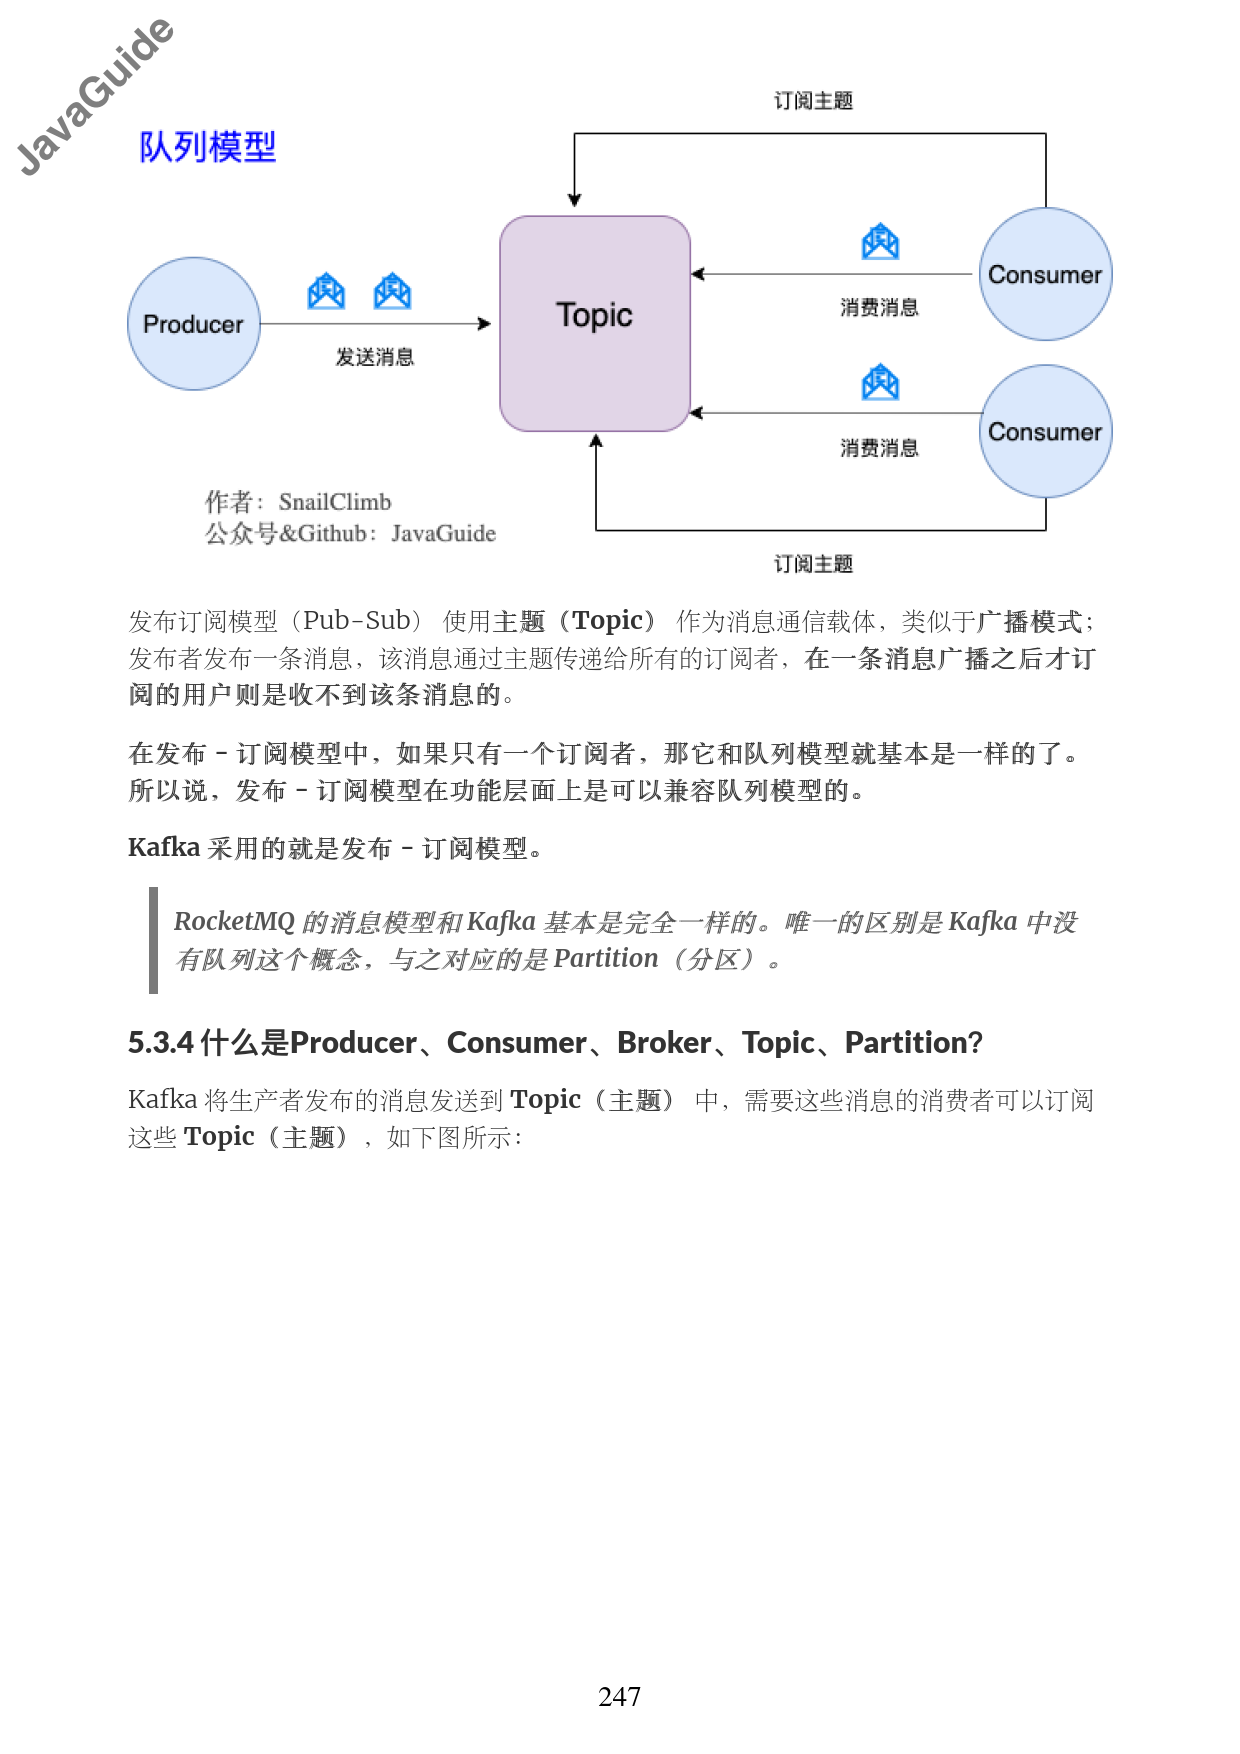 JavaGuide
队列模型
订阅主题
Producer
发送消息
Topic
消费消息
Consumer
消费消息
Consumer
作者：SnailClimb
公众号&Github：JavaGuide
订阅主题
发布订阅模型（Pub-Sub） 使用主题（Topic） 作为消息通信载体，类似于广播模式；
发布者发布一条消息，该消息通过主题传递给所有的订阅者，在一条消息广播之后才订
阅的用户则是收不到该条消息的。
在发布 - 订阅模型中，如果只有一个订阅者，那它和队列模型就基本是一样的了。
所以说，发布 - 订阅模型在功能层面上是可以兼容队列模型的。
Kafka 采用的就是发布 - 订阅模型。
RocketMQ 的消息模型和 Kafka 基本是完全一样的。唯一的区别是 Kafka 中没
有队列这个概念，与之对应的是 Partition（分区）。
5.3.4 什么是Producer、Consumer、Broker、Topic、Partition？
Kafka 将生产者发布的消息发送到 Topic（主题） 中，需要这些消息的消费者可以订阅
这些 Topic（主题），如下图所示：
247